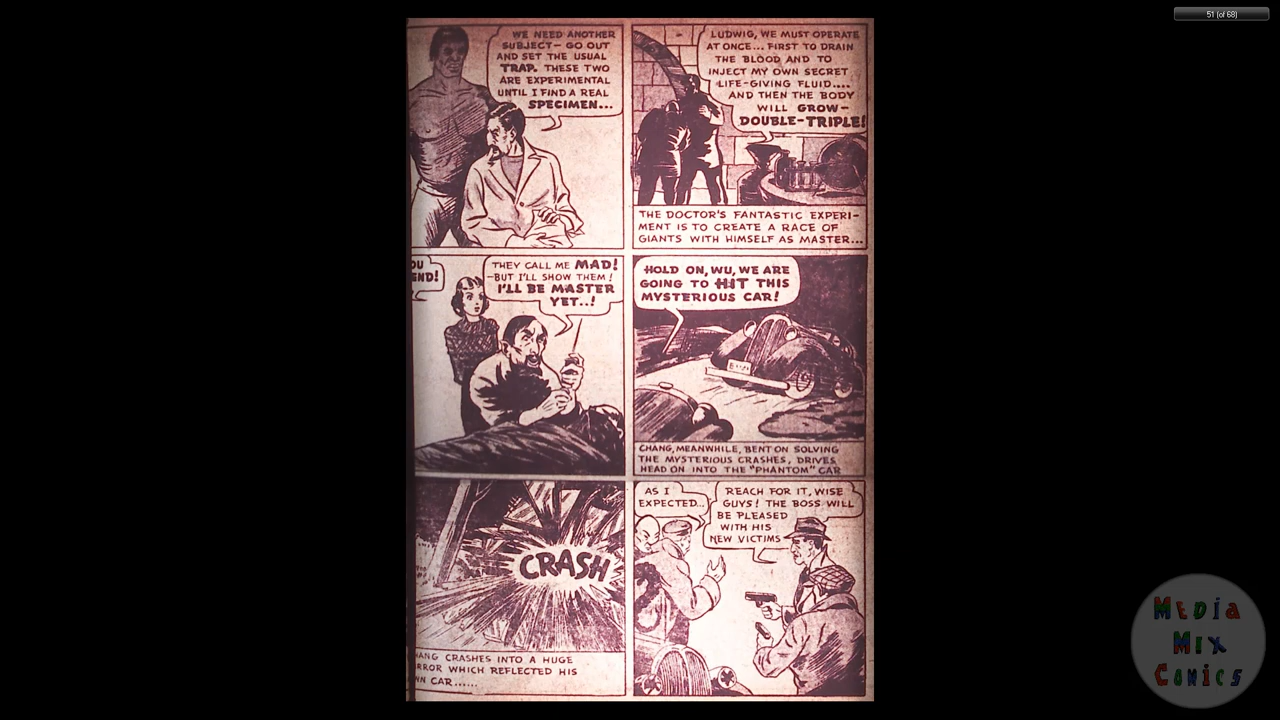 51 (of 68)
WE NEED ANOTHER
SUBJECT- GO OUT
AND SET THE USUAL
TRAP. THESE TWO
ARE EXPERIMENTAL
UNTIL I FIND A REAL
SPECIMEN...
LUDWIG, WE MUST OPERATE
AT ONCE... FIRST TO DRAIN
THE BLOOD AND TO
INJECT MY OWN SECRET
LIFE-GIVING FLUID....
AND THEN THE BODY
WILL GROW-
DOUBLE-TRIPLE!
THE DOCTOR'S FANTASTIC EXPERI-
MENT IS TO CREATE A RACE OF
GIANTS WITH HIMSELF AS MASTER...
OU
END!
THEY CALL ME MAD!
-BUT I'LL SHOW THEM!
I'LL BE MASTER
YET..!
HOLD ON, WU, WE ARE
GOING TO HIT THIS
MYSTERIOUS CAR!
CHANG, MEANWHILE, BENT ON SOLVING
THE MYSTERIOUS CRASHES, DRIVES
HEAD ON INTO THE "PHANTOM" CAR
CRASH
HANG CRASHES INTO A HUGE
RROR WHICH REFLECTED HIS
WN CAR......
AS I
EXPECTED...
REACH FOR IT, WISE
GUYS! THE BOSS WILL
BE PLEASED
WITH HIS
NEW VICTIMS
MEDIA
MIX
COMICS